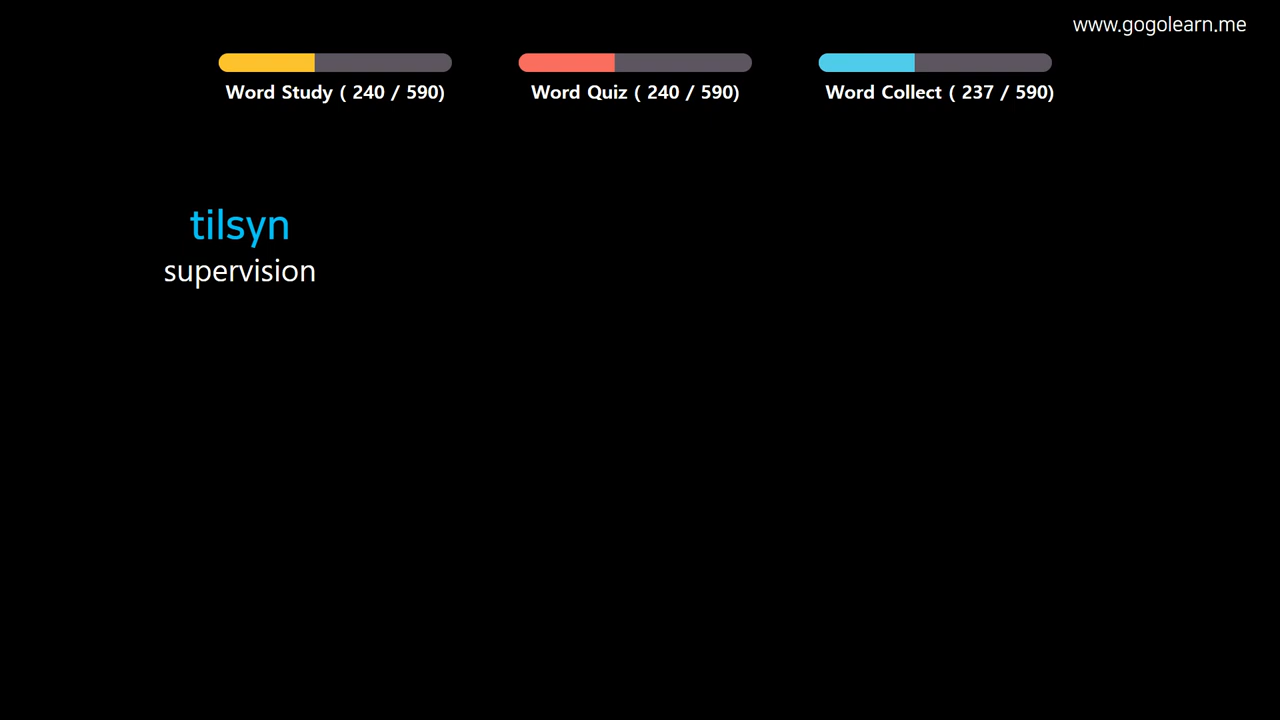 www.gogolearn.me
Word Study ( 240 / 590)
Word Quiz ( 240 / 590)
Word Collect ( 237 / 590)
tilsyn
supervision